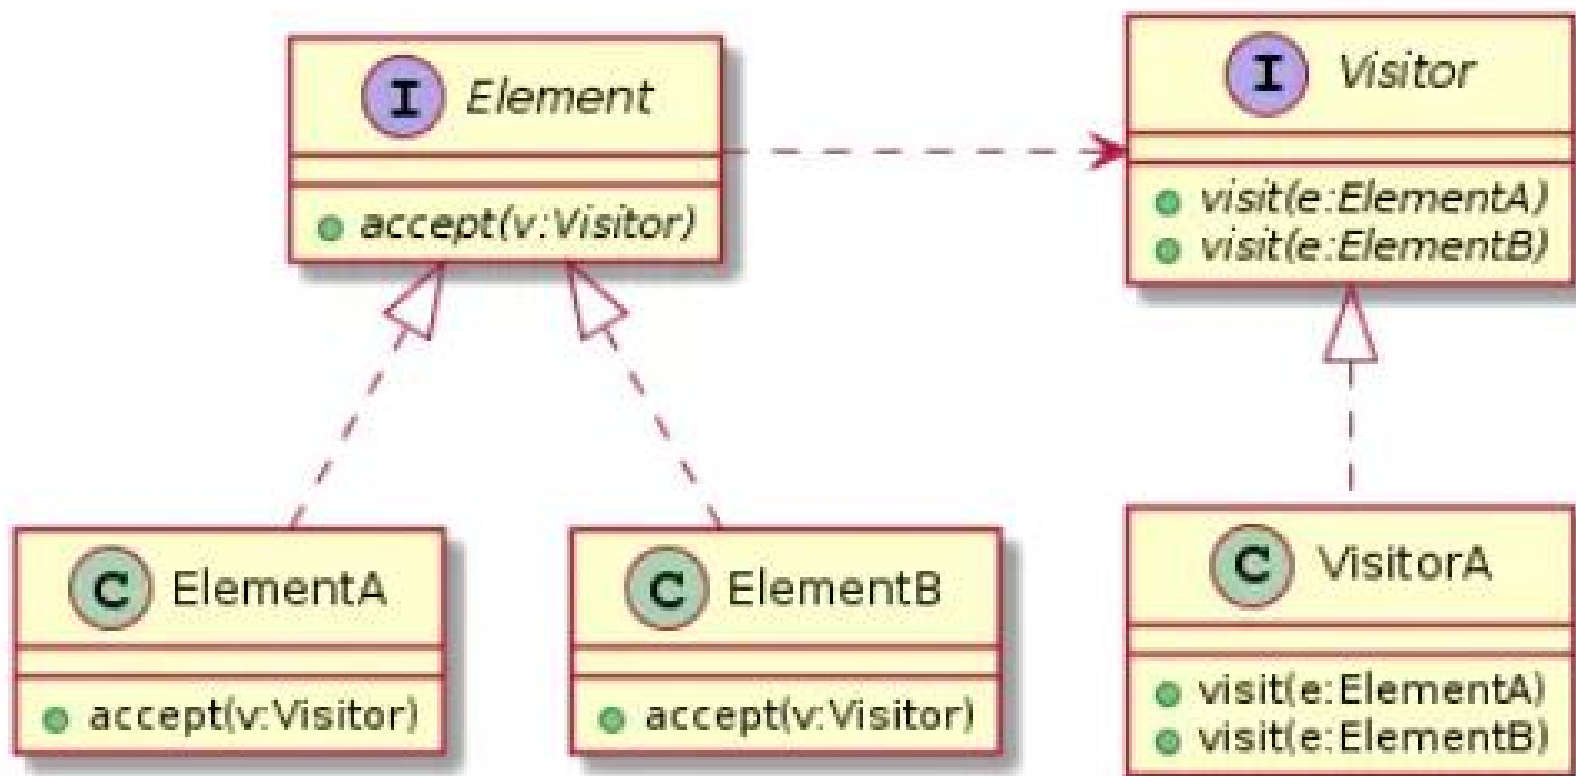 I Element
accept(v:Visitor)
I Visitor
visit(e:ElementA)
visit(e:ElementB)
C ElementA
accept(v:Visitor)
C ElementB
accept(v:Visitor)
C VisitorA
visit(e:ElementA)
visit(e:ElementB)